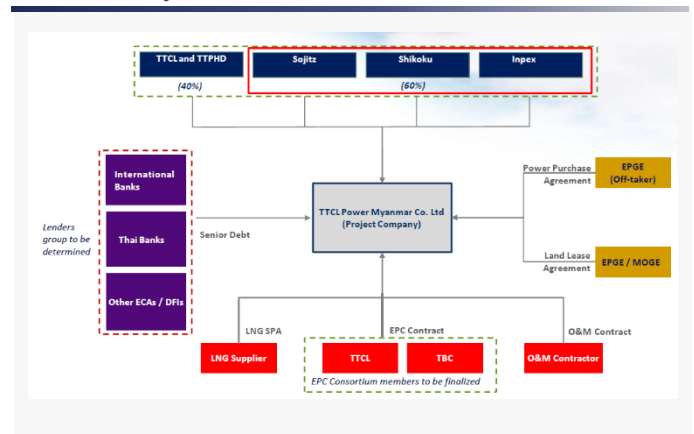 TTCL and TTPHD
Sojitz
Shikoku
Inpex
(40%)
(60%)
International
Banks
Thai Banks
Other ECAs / DFIs
Lenders
group to be
determined
Senior Debt
TTCL Power Myanmar Co. Ltd
(Project Company)
Power Purchase
Agreement
EPGE
(Off-taker)
Land Lease
Agreement
EPGE / MOGE
LNG SPA
EPC Contract
O&M Contract
LNG Supplier
TTCL
TBC
O&M Contractor
EPC Consortium members to be finalized